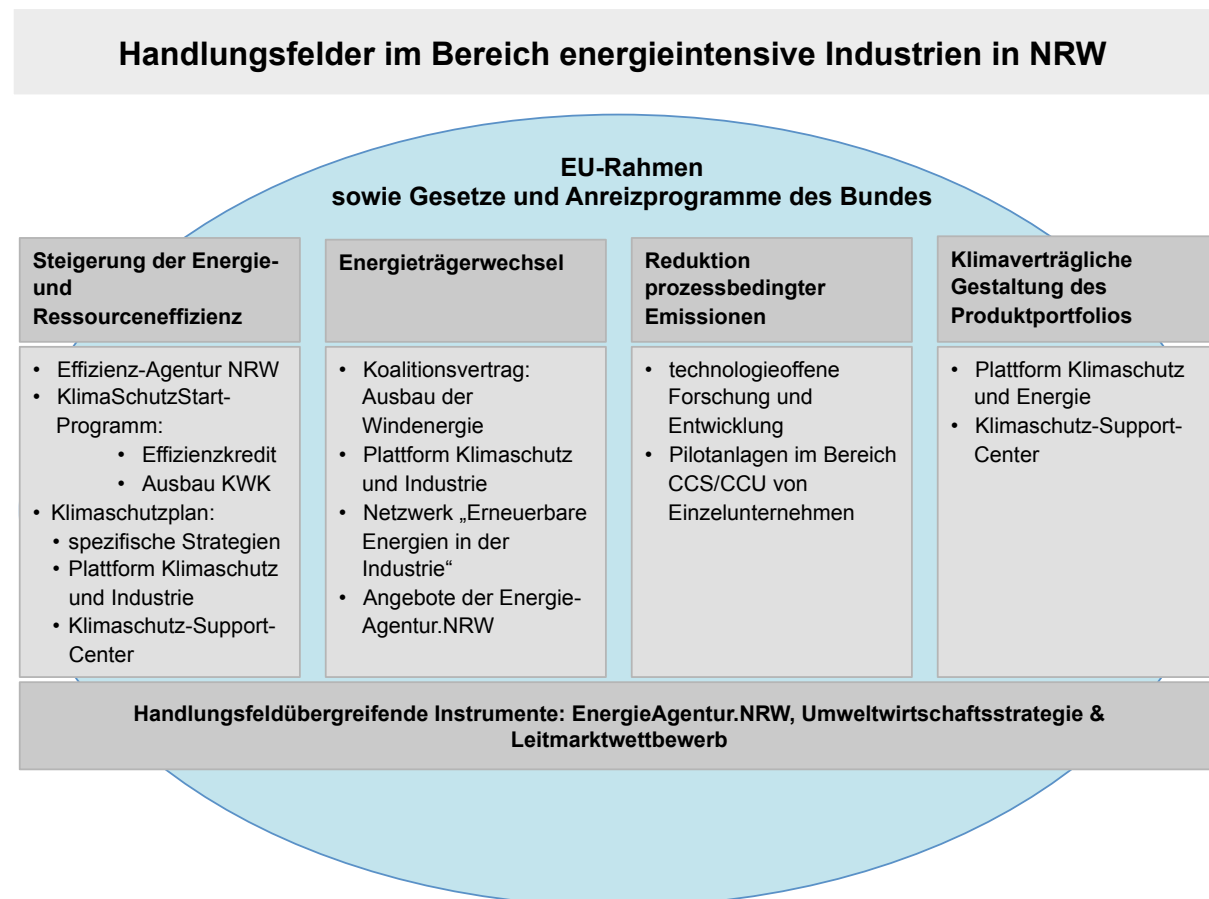 Handlungsfelder im Bereich energieintensive Industrien in NRW
EU-Rahmen
sowie Gesetze und Anreizprogramme des Bundes
Steigerung der Energie-
und
Ressourceneffizienz
• Effizienz-Agentur NRW
• KlimaSchutzStart-
Programm:
• Effizienzkredit
• Ausbau KWK
• Klimaschutzplan:
• spezifische Strategien
• Plattform Klimaschutz
und Industrie
• Klimaschutz-Support-
Center
Energieträgerwechsel
• Koalitionsvertrag:
Ausbau der
Windenergie
• Plattform Klimaschutz
und Industrie
• Netzwerk „Erneuerbare
Energien in der
Industrie“
• Angebote der Energie-
Agentur.NRW
Reduktion
prozessbedingter
Emissionen
• technologieoffene
Forschung und
Entwicklung
• Pilotanlagen im Bereich
CCS/CCU von
Einzelunternehmen
Klimaverträgliche
Gestaltung des
Produktportfolios
• Plattform Klimaschutz
und Energie
• Klimaschutz-Support-
Center
Handlungsfeldübergreifende Instrumente: EnergieAgentur.NRW, Umweltwirtschaftsstrategie &
Leitmarktwettbewerb